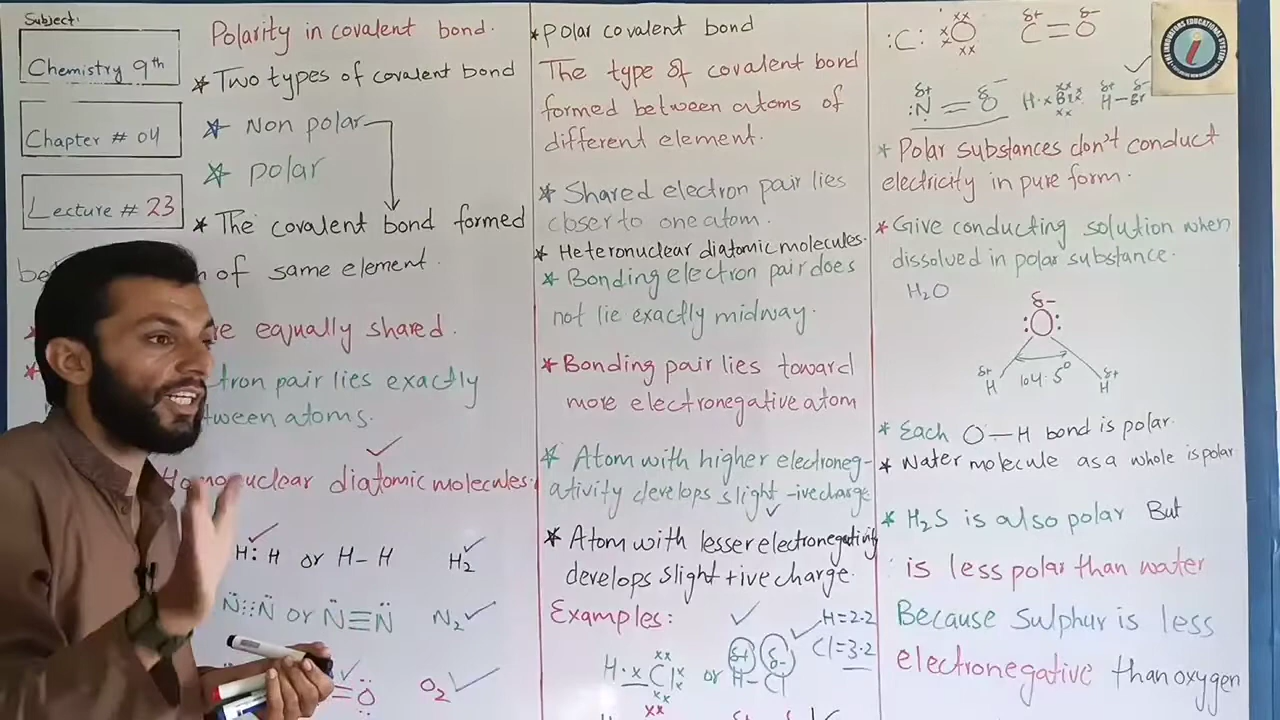 Subject:
Chemistry 9th
Chapter # 04
Lecture # 23
Polarity in covalent bond.
* Two types of covalent bond
* Non polar
* polar
* The covalent bond formed
of same element.
equally shared.
tron pair lies exactly
tween atoms.
Homonuclear diatomic molecules.
H : H or H – H H2
N⋮⋮N or N≡N N2
=O O2
* Polar covalent bond
The type of covalent bond
formed between atoms of
different element.
* Shared electron pair lies
closer to one atom.
* Heteronuclear diatomic molecules.
* Bonding electron pair does
not lie exactly midway.
* Bonding pair lies toward
more electronegative atom
* Atom with higher electroneg-
ativity develops slight -ive charge
* Atom with lesser electronegativity
develops slight +ive charge.
Examples:
H = 2.2
Cl = 3.2
H·xCl or H–Cl
δ+ δ-
:C: O C=O
δ+ δ-
:N=O H·xBr H–Br
δ+ δ- δ+ δ-
* Polar substances don't conduct
electricity in pure form.
* Give conducting solution when
dissolved in polar substance.
H2O
δ-
:O:
δ+ H 104.5° δ+ H
* Each O–H bond is polar.
* Water molecule as a whole is polar
* H2S is also polar But
is less polar than water
Because Sulphur is less
electronegative than oxygen